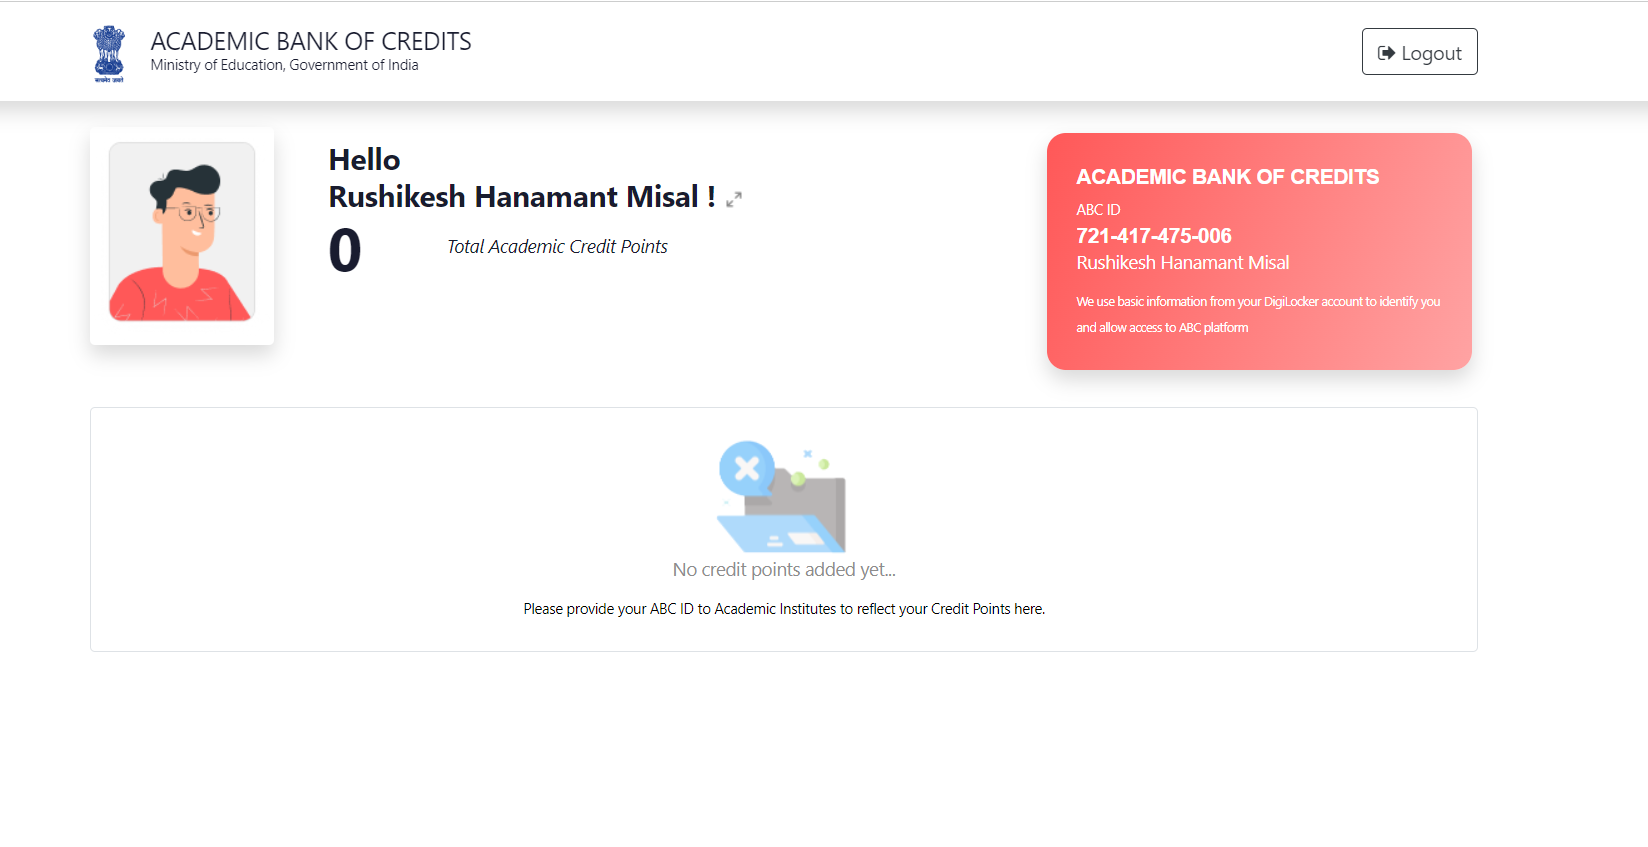 ACADEMIC BANK OF CREDITS
Ministry of Education, Government of India
सत्यमेव जयते
Logout
Hello
Rushikesh Hanamant Misal !
0
Total Academic Credit Points
ACADEMIC BANK OF CREDITS
ABC ID
721-417-475-006
Rushikesh Hanamant Misal
We use basic information from your DigiLocker account to identify you
and allow access to ABC platform
No credit points added yet...
Please provide your ABC ID to Academic Institutes to reflect your Credit Points here.